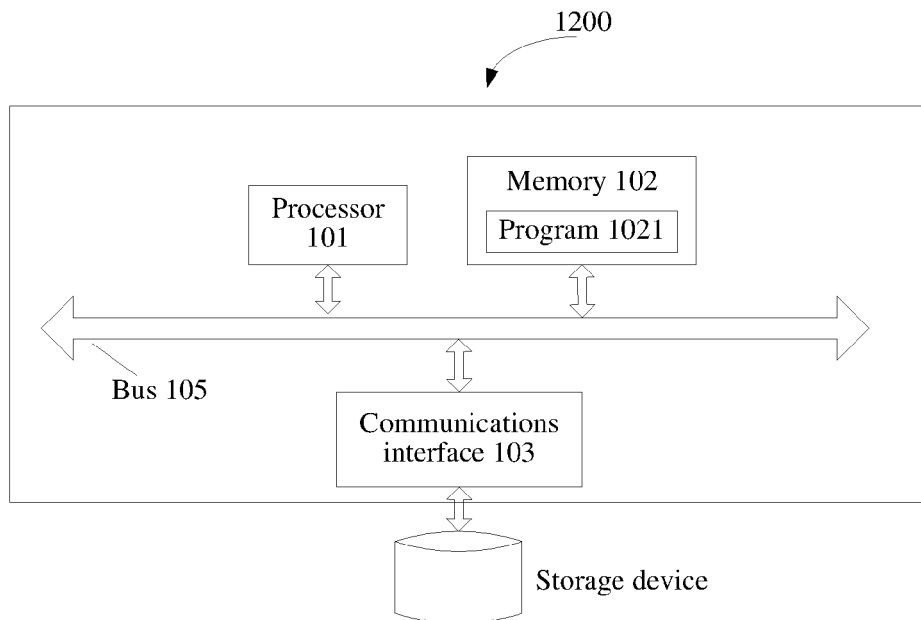 1200
Memory 102
Program 1021
Processor
101
Bus 105
Communications
interface 103
Storage device